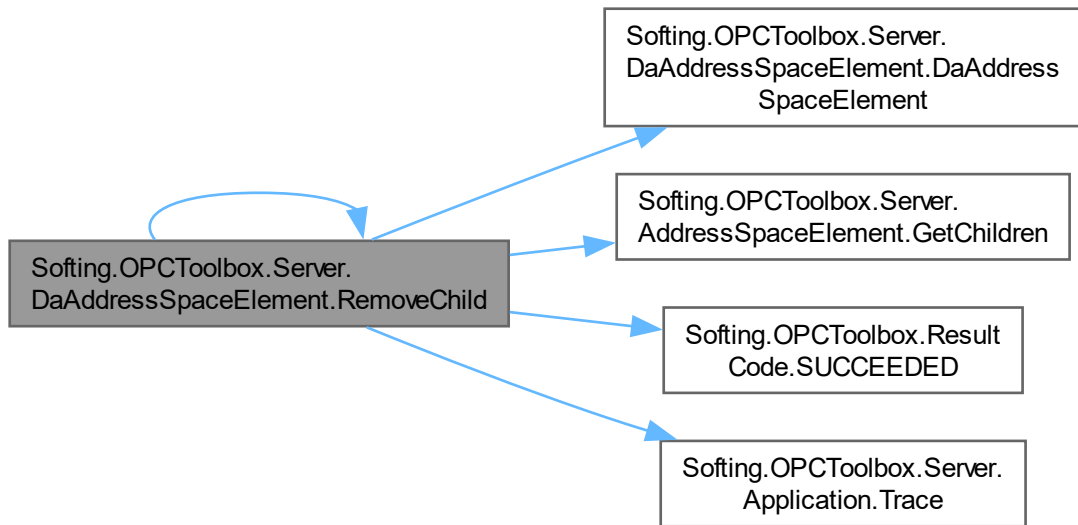 Softing.OPCToolbox.Server.
DaAddressSpaceElement.DaAddress
SpaceElement
Softing.OPCToolbox.Server.
AddressSpaceElement.GetChildren
Softing.OPCToolbox.Server.
DaAddressSpaceElement.RemoveChild
Softing.OPCToolbox.Result
Code.SUCCEEDED
Softing.OPCToolbox.Server.
Application.Trace